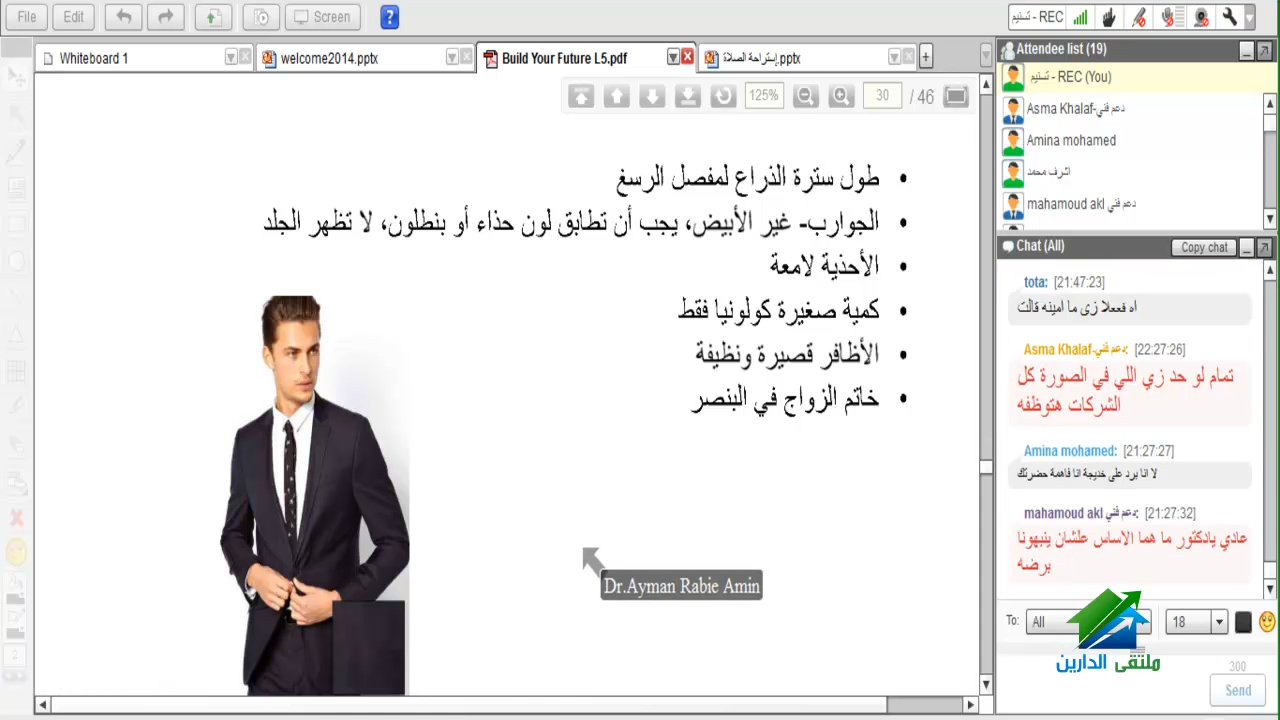 File
Edit
Screen
تسنيم - REC
Whiteboard 1
welcome2014.pptx
Build Your Future L5.pdf
إستراحة الصلاة.pptx
125%
30
/ 46
طول سترة الذراع لمفصل الرسغ
الجوارب- غير الأبيض، يجب أن تطابق لون حذاء أو بنطلون، لا تظهر الجلد
الأحذية لامعة
كمية صغيرة كولونيا فقط
الأظافر قصيرة ونظيفة
خاتم الزواج في البنصر
Dr.Ayman Rabie Amin
2
Attendee list (19)
تسنيم - REC (You)
Asma Khalaf-دعم فني
Amina mohamed
اشرف محمد
mahamoud akl دعم فني
Chat (All)
Copy chat
tota: [21:47:23]
اه فععلا زى ما امينه قالت
Asma Khalaf-دعم فني: [22:27:26]
تمام لو حد زي اللي في الصورة كل
الشركات هتوظفه
Amina mohamed: [21:27:27]
لا انا برد على خديجة انا فاهمة حضرتك
mahamoud akl دعم فني: [21:27:32]
عادي يادكتور ما هما الاساس علشان ينبهونا
برضه
To:
All
18
ملتقى الدارين
300
Send